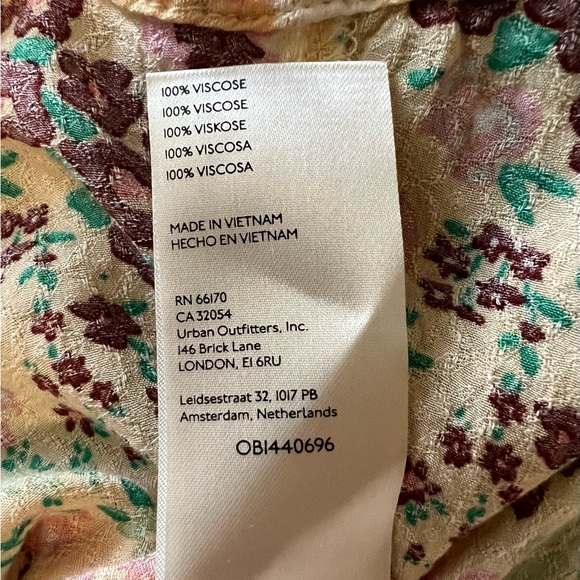 100% VISCOSE
100% VISCOSE
100% VISKOSE
100% VISCOSA
100% VISCOSA
MADE IN VIETNAM
HECHO EN VIETNAM
RN 66170
CA 32054
Urban Outfitters, Inc.
146 Brick Lane
LONDON, E1 6RU
Leidsestraat 32, 1017 PB
Amsterdam, Netherlands
OB1440696